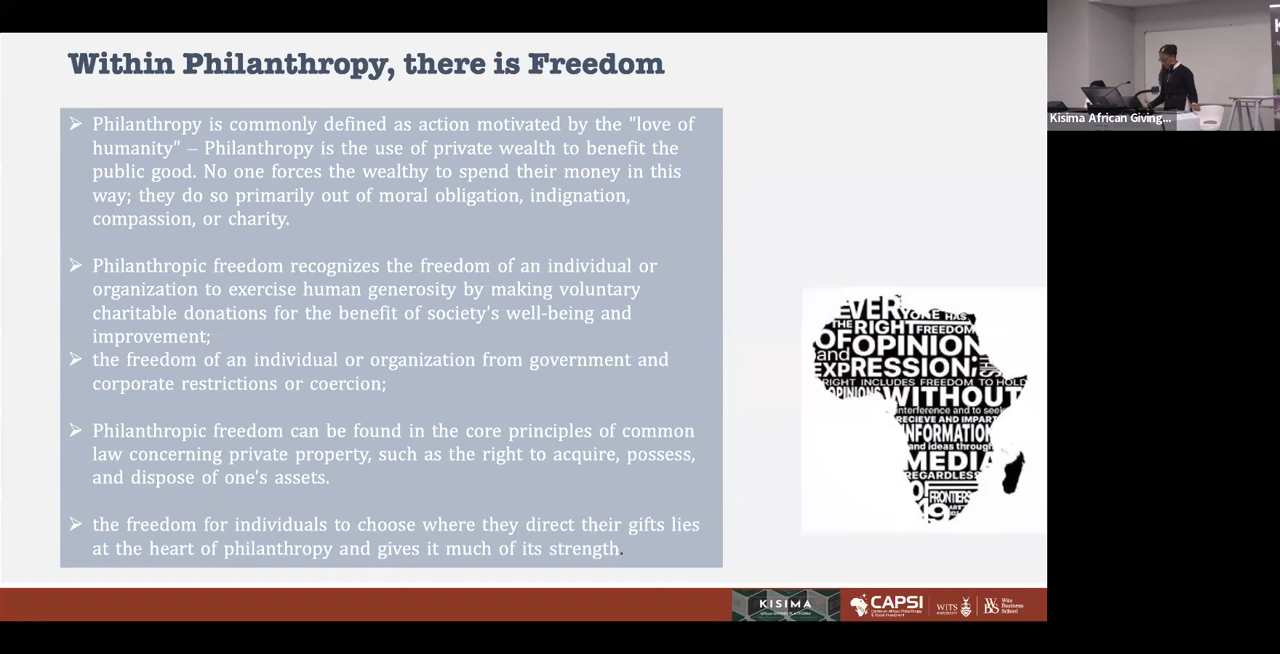 Within Philanthropy, there is Freedom
Philanthropy is commonly defined as action motivated by the "love of
humanity" – Philanthropy is the use of private wealth to benefit the
public good. No one forces the wealthy to spend their money in this
way; they do so primarily out of moral obligation, indignation,
compassion, or charity.
Philanthropic freedom recognizes the freedom of an individual or
organization to exercise human generosity by making voluntary
charitable donations for the benefit of society's well-being and
improvement;
the freedom of an individual or organization from government and
corporate restrictions or coercion;
Philanthropic freedom can be found in the core principles of common
law concerning private property, such as the right to acquire, possess,
and dispose of one's assets.
the freedom for individuals to choose where they direct their gifts lies
at the heart of philanthropy and gives it much of its strength.
Kisima African Giving...
EVERYONE HAS
THE RIGHT FREEDOM
OF OPINION
and
EXPRESSION; THIS
RIGHT INCLUDES FREEDOM TO HOLD
OPINIONS WITHOUT
interference and to seek
RECIEVE AND IMPART
INFORMATION
and ideas through
MEDIA
REGARDLESS
OF
FRONTIERS
19
KISIMA
CAPSI
WITS
WBS
Wits
Business
School